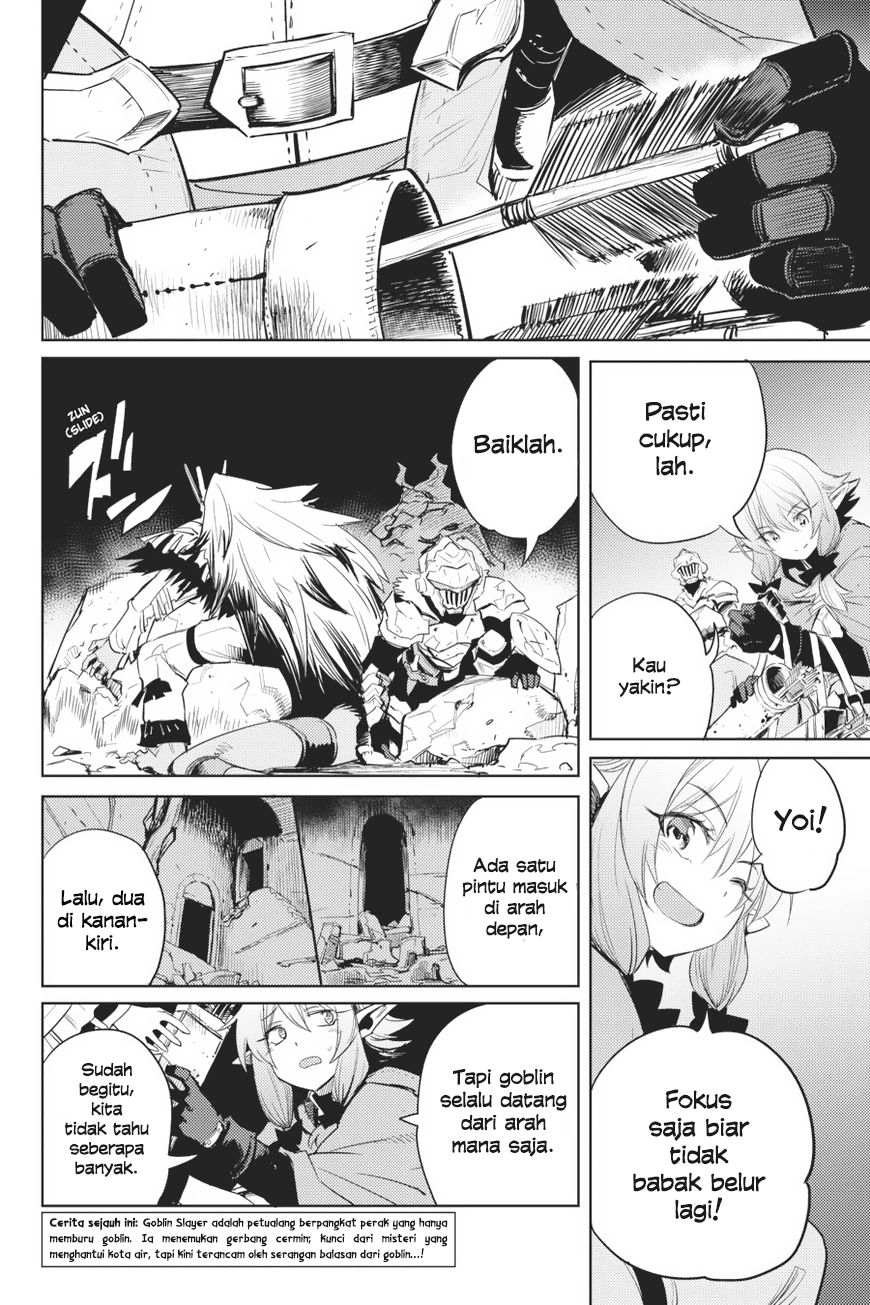 Pasti
cukup,
lah.
Kau
yakin?
Baiklah.
ZUN
(SLIDE)
ズズ
Yoi!
Fokus
saja biar
tidak
babak belur
lagi!
Ada satu
pintu masuk
di arah
depan,
Lalu, dua
di kanan-
kiri.
Tapi goblin
selalu datang
dari arah
mana saja.
Sudah
begitu,
kita
tidak tahu
seberapa
banyak.
Cerita sejauh ini: Goblin Slayer adalah petualang berpangkat perak yang hanya
memburu goblin. Ia menemukan gerbang cermin; kunci dari misteri yang
menghantui kota air, tapi kini terancam oleh serangan balasan dari goblin...!